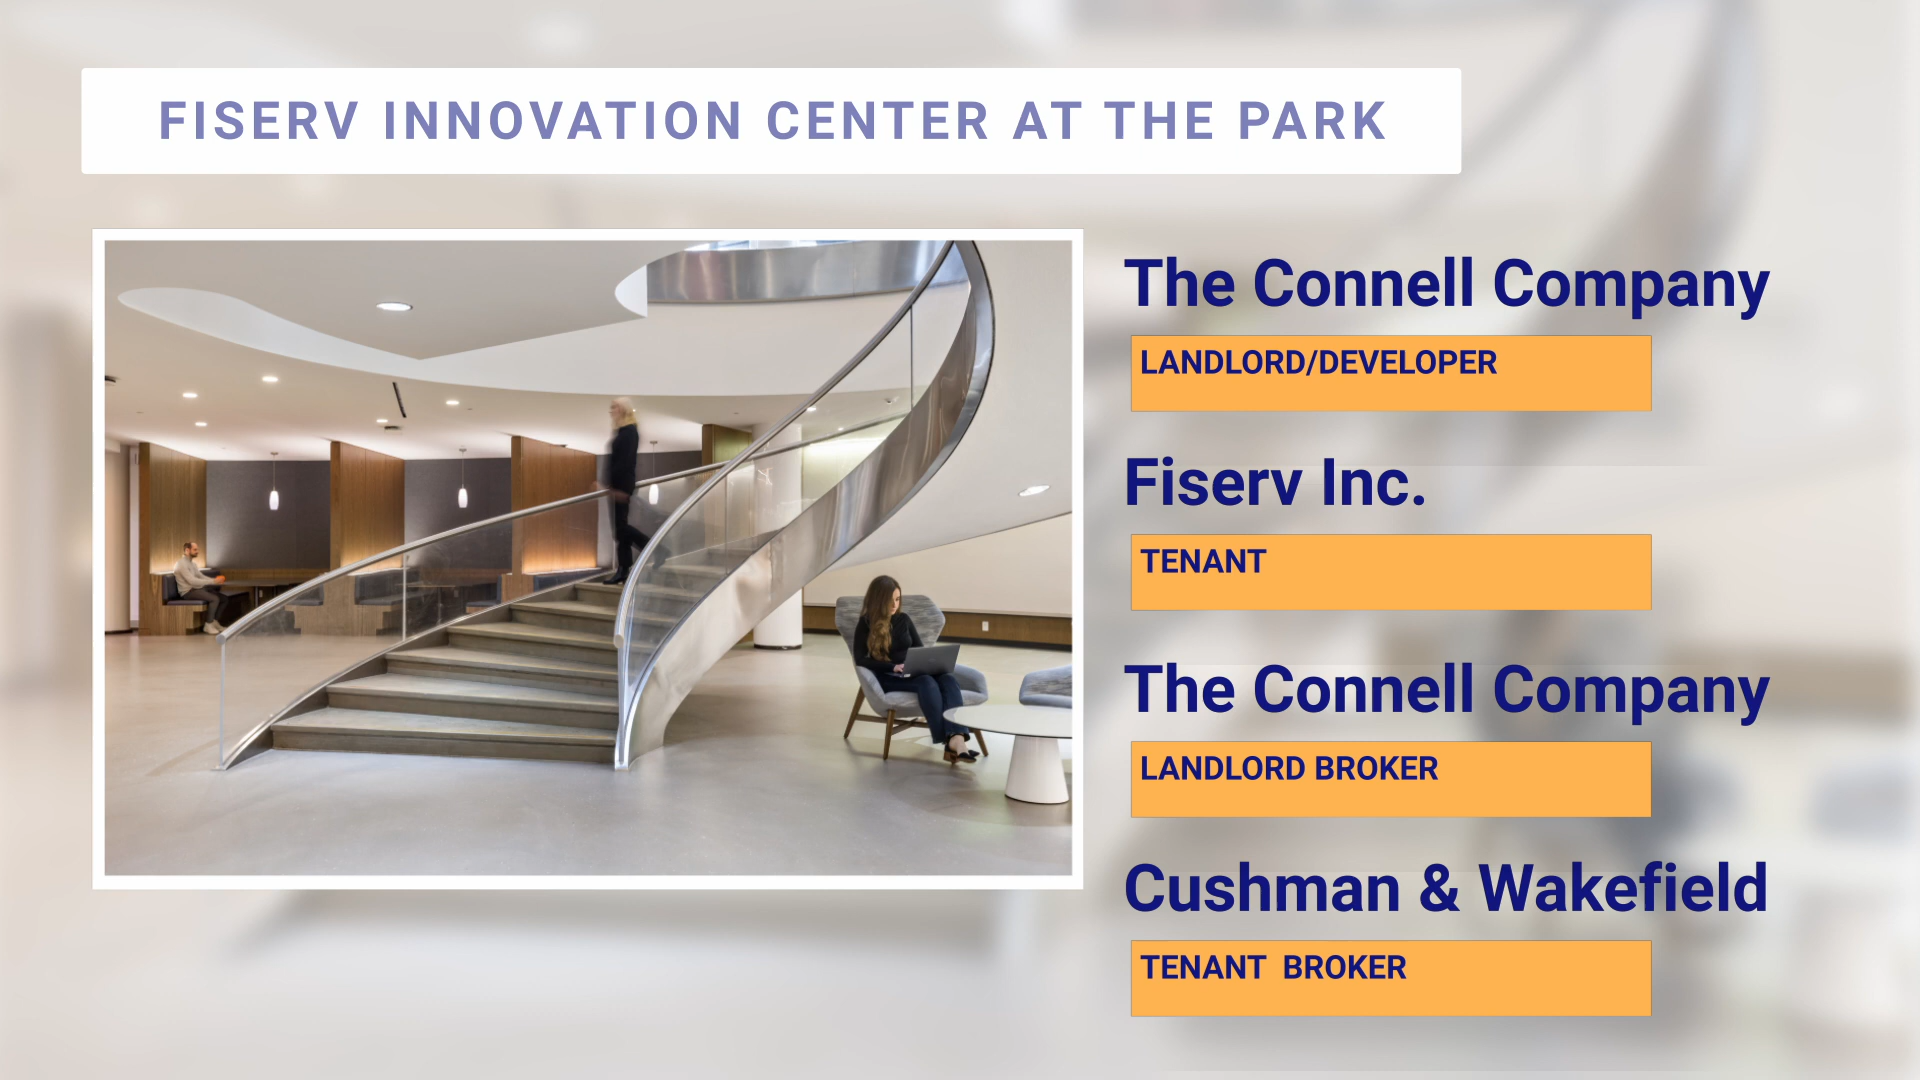 FISERV INNOVATION CENTER AT THE PARK
The Connell Company
LANDLORD/DEVELOPER
Fiserv Inc.
TENANT
The Connell Company
LANDLORD BROKER
Cushman & Wakefield
TENANT  BROKER